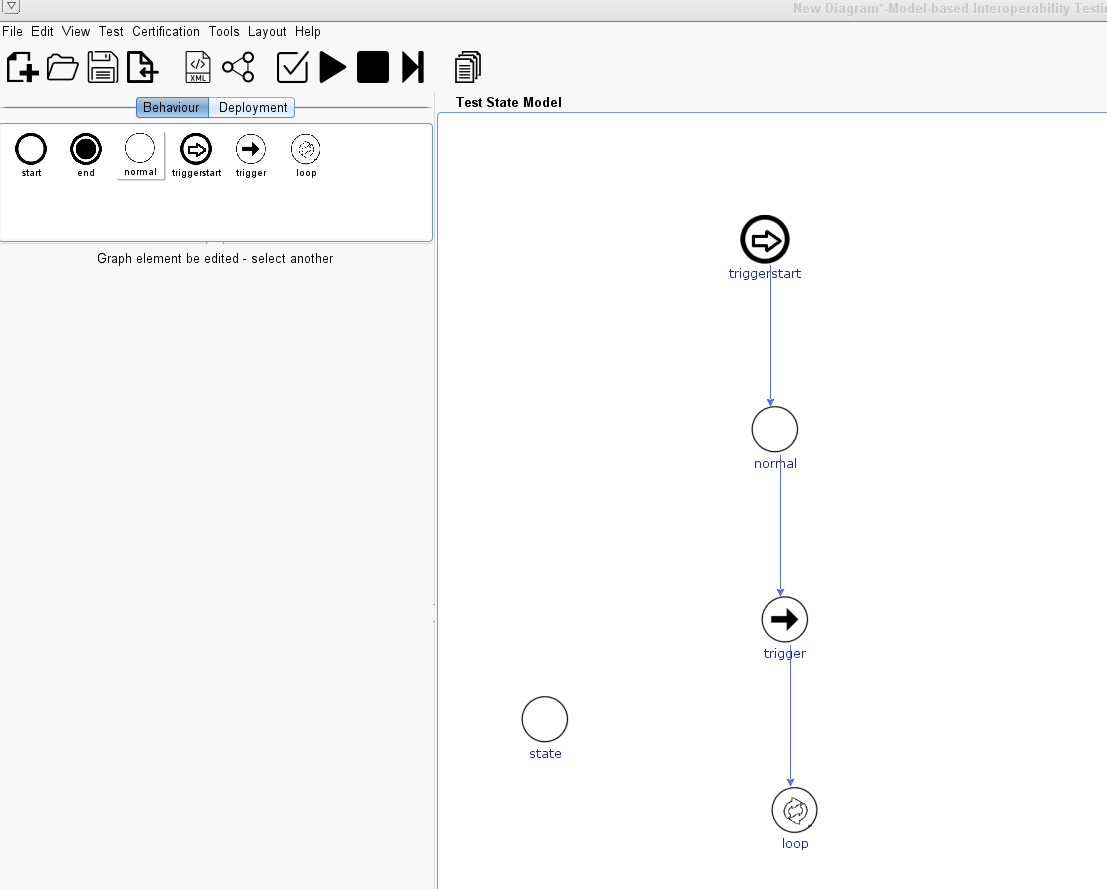 New Diagram*-Model-based Interoperability Testin
File Edit View Test Certification Tools Layout Help
</> XML
Behaviour Deployment
Test State Model
start end normal triggerstart trigger loop
Graph element be edited - select another
triggerstart
normal
trigger
state
loop